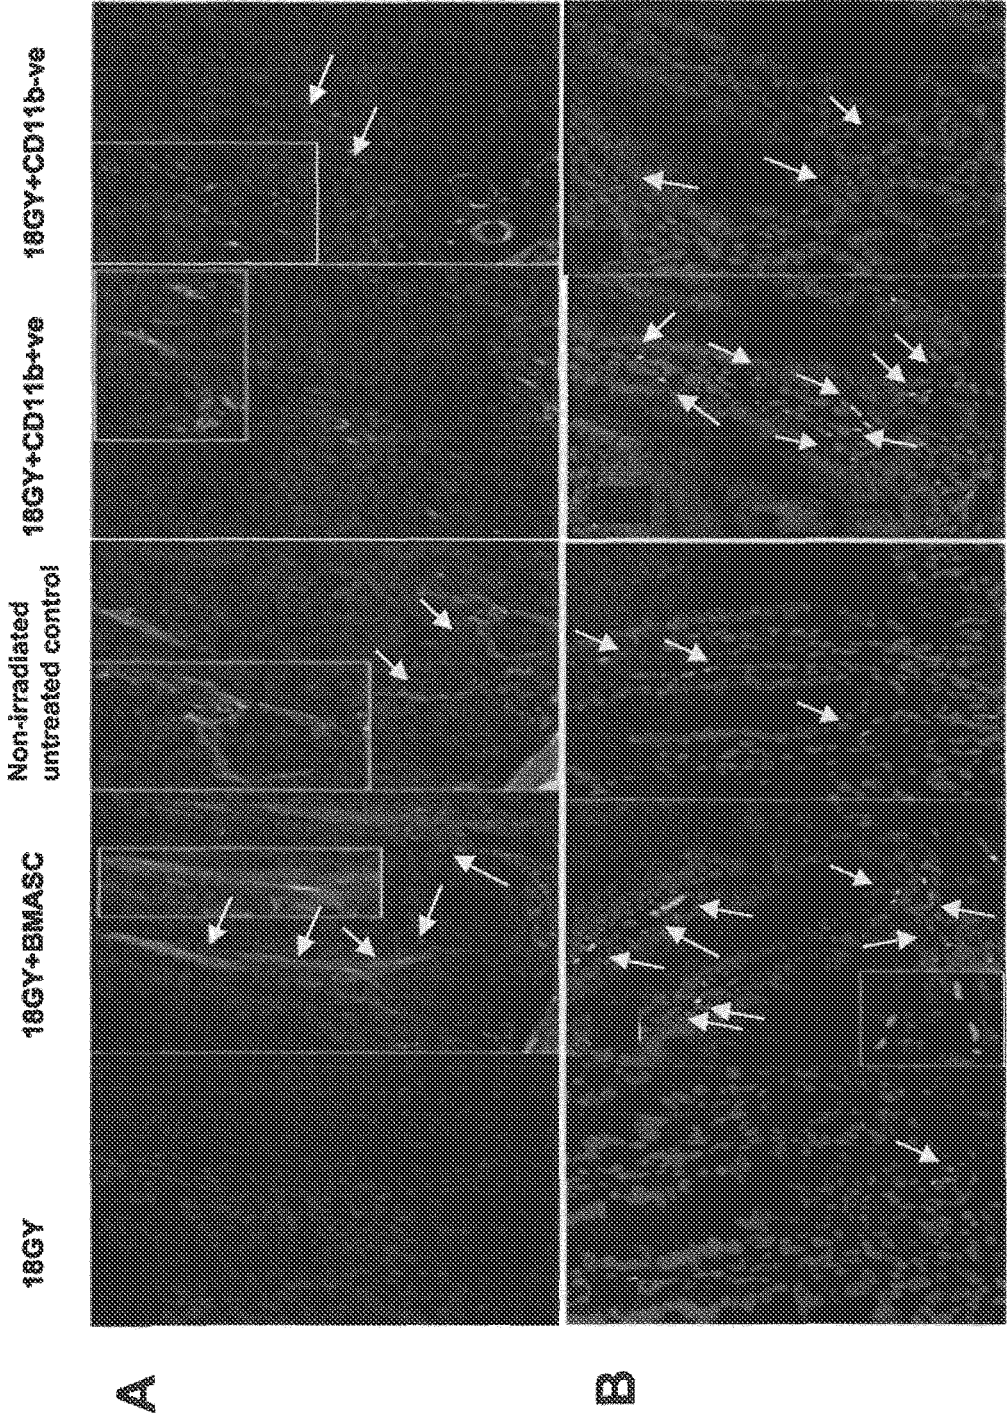 18GY
18GY+BMASC
Non-irradiated
untreated control
18GY+CD11b+ve
18GY+CD11b-ve
A
B